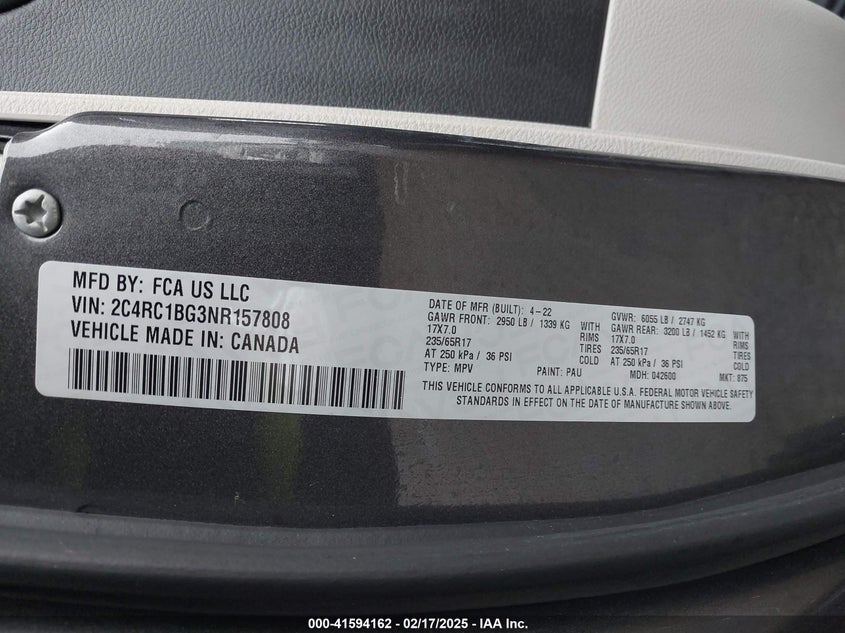 MFD BY: FCA US LLC
VIN: 2C4RC1BG3NR157808
VEHICLE MADE IN: CANADA
DATE OF MFR (BUILT): 4-22 GVWR: 6055 LB / 2747 KG
GAWR FRONT: 2950 LB / 1339 KG WITH GAWR REAR: 3200 LB / 1452 KG WITH
17X7.0 RIMS 17X7.0 RIMS
235/65R17 TIRES 235/65R17 TIRES
AT 250 kPa / 36 PSI COLD AT 250 kPa / 36 PSI COLD
TYPE: MPV PAINT: PAU MDH: 042600 MKT: 875
THIS VEHICLE CONFORMS TO ALL APPLICABLE U.S.A. FEDERAL MOTOR VEHICLE SAFETY
STANDARDS IN EFFECT ON THE DATE OF MANUFACTURE SHOWN ABOVE.
000-41594162 - 02/17/2025 - IAA Inc.